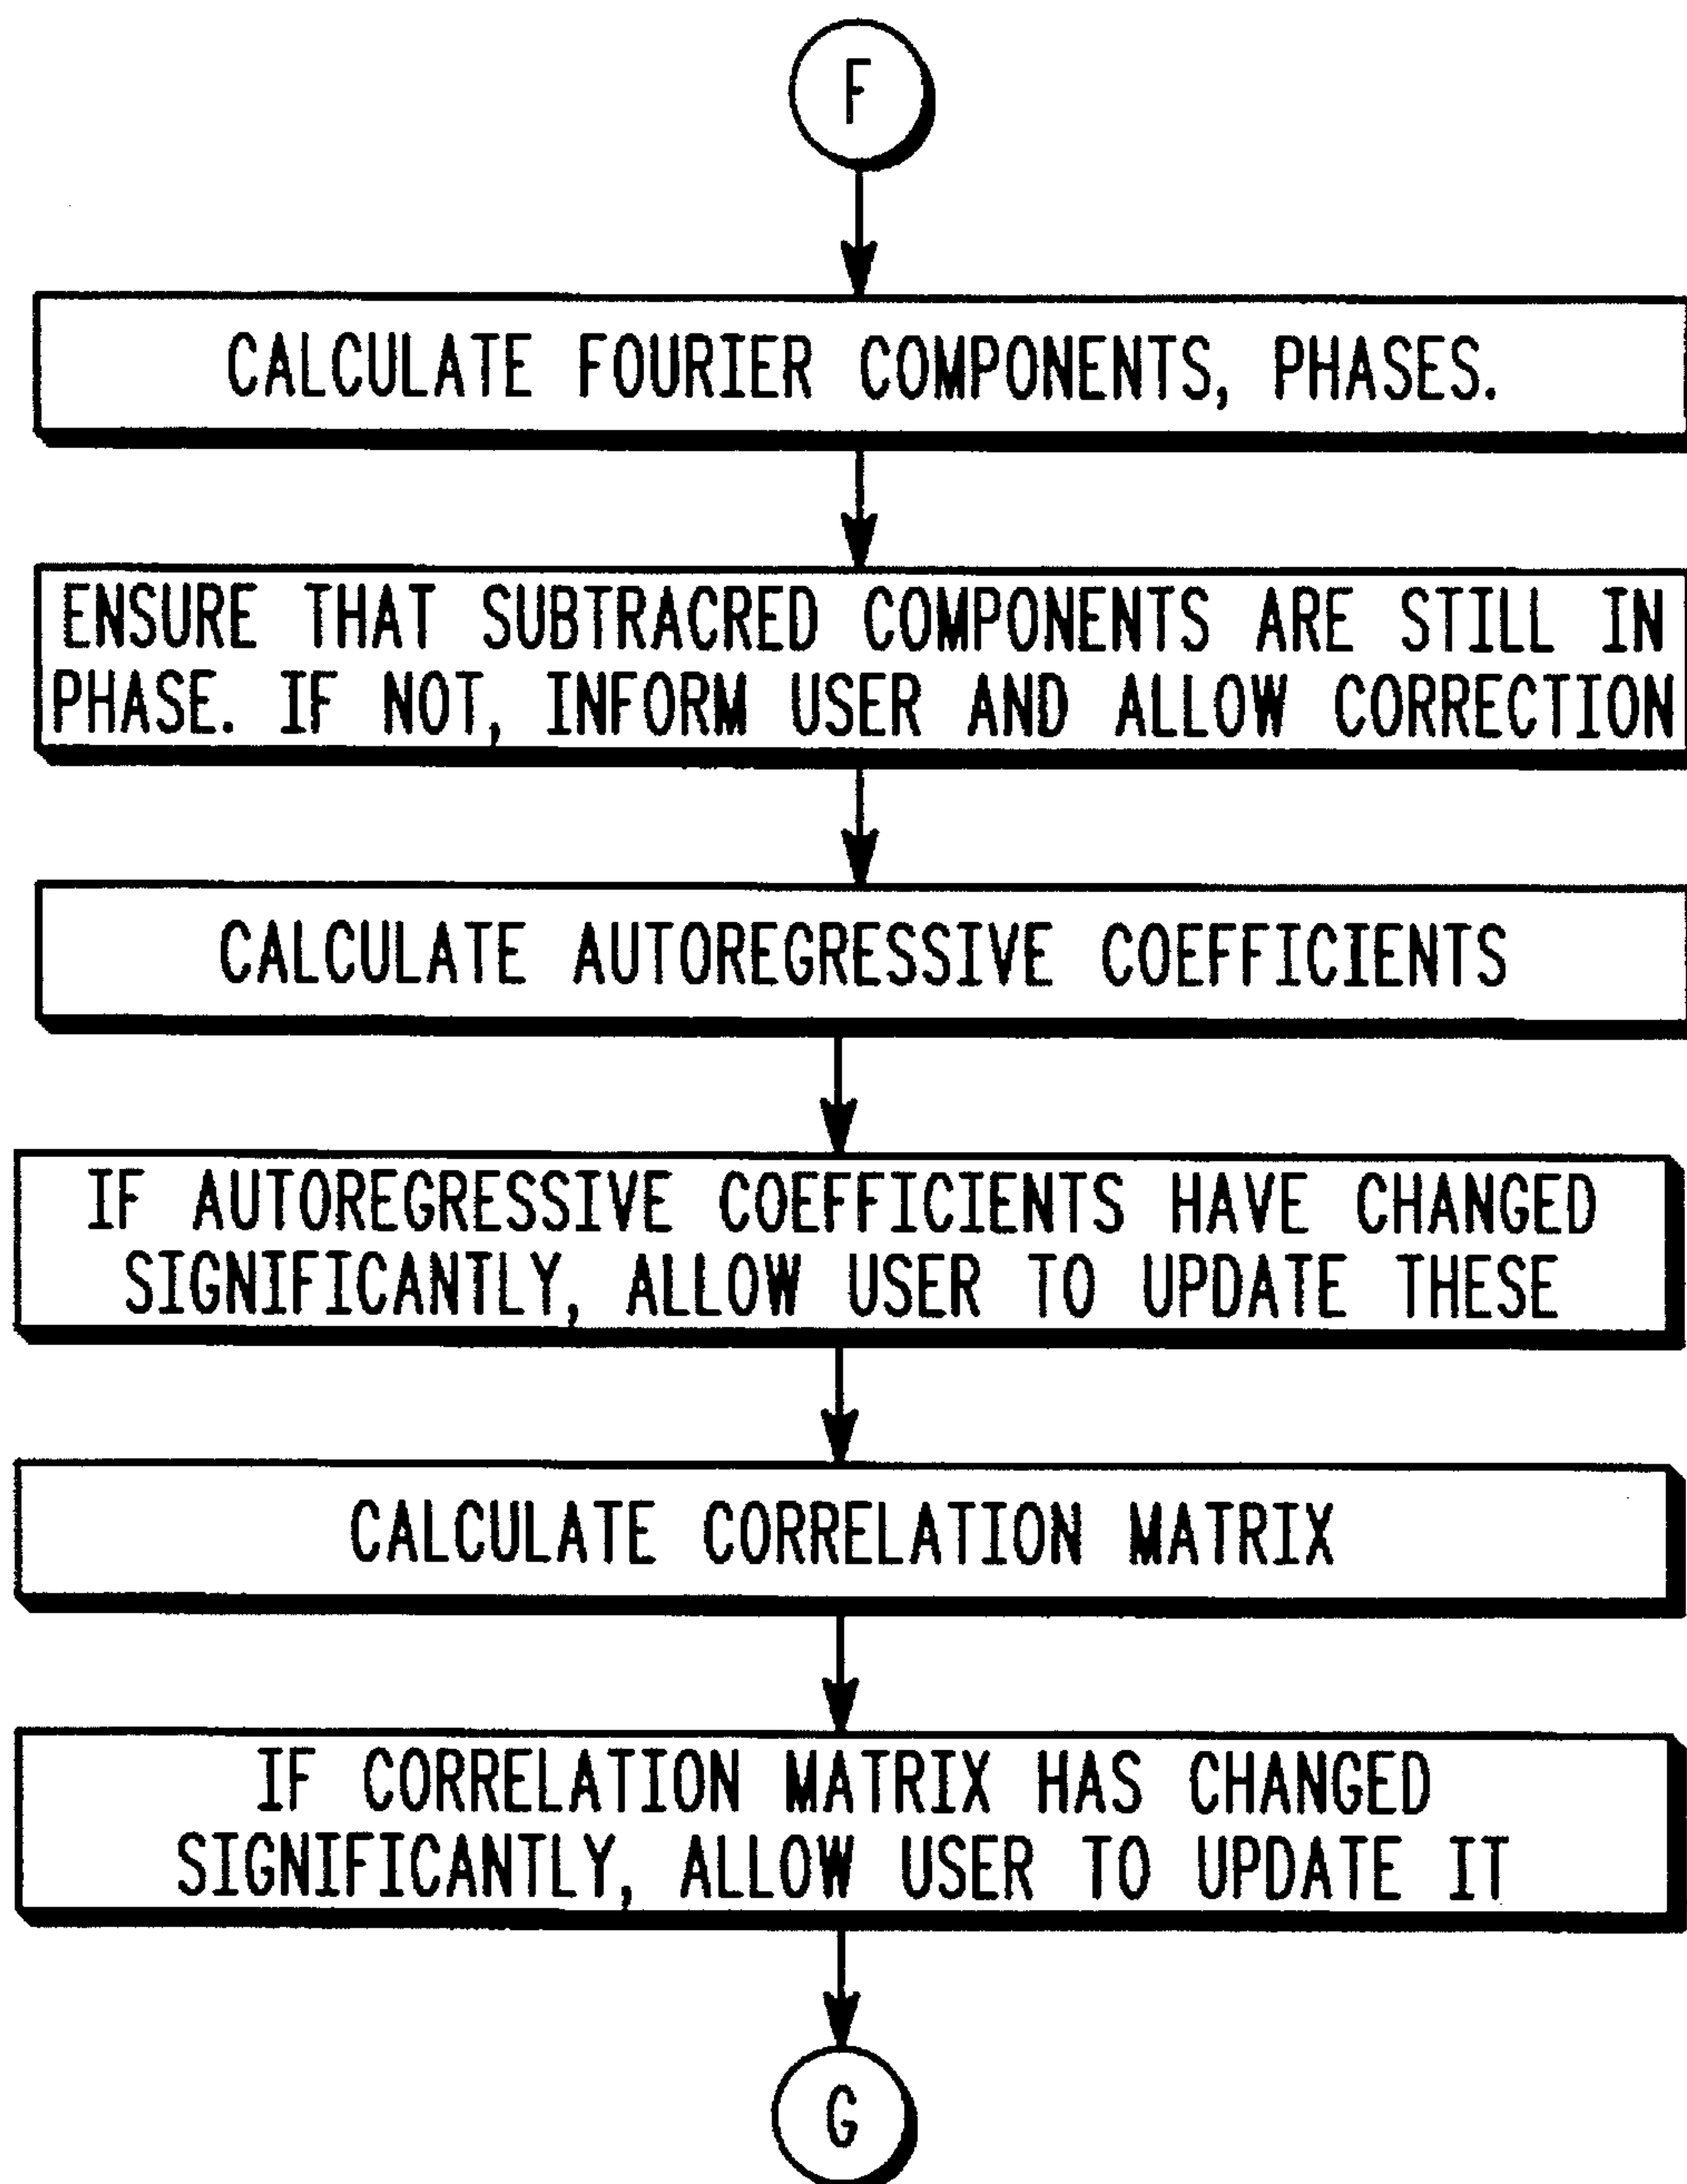 F
CALCULATE FOURIER COMPONENTS, PHASES.
ENSURE THAT SUBTRACRED COMPONENTS ARE STILL IN
PHASE. IF NOT, INFORM USER AND ALLOW CORRECTION
CALCULATE AUTOREGRESSIVE COEFFICIENTS
IF AUTOREGRESSIVE COEFFICIENTS HAVE CHANGED
SIGNIFICANTLY, ALLOW USER TO UPDATE THESE
CALCULATE CORRELATION MATRIX
IF CORRELATION MATRIX HAS CHANGED
SIGNIFICANTLY, ALLOW USER TO UPDATE IT
G